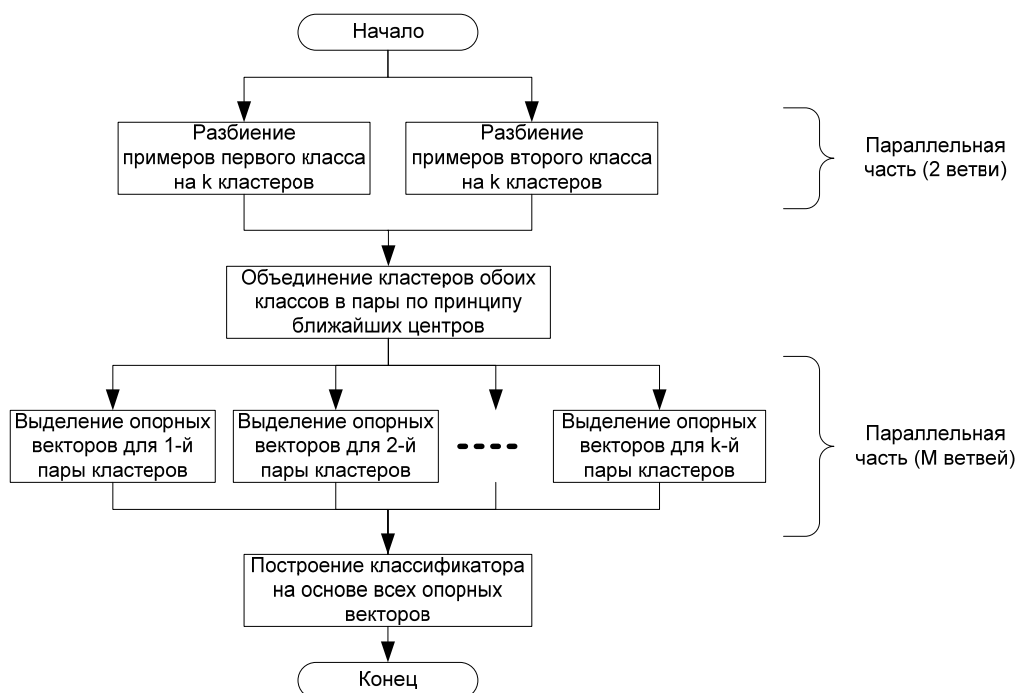 Начало
Разбиение
примеров первого класса
на k кластеров
Разбиение
примеров второго класса
на k кластеров
Параллельная
часть (2 ветви)
Объединение кластеров обоих
классов в пары по принципу
ближайших центров
Выделение опорных
векторов для 1-й
пары кластеров
Выделение опорных
векторов для 2-й
пары кластеров
Выделение опорных
векторов для k-й
пары кластеров
Параллельная
часть (M ветвей)
Построение классификатора
на основе всех опорных
векторов
Конец